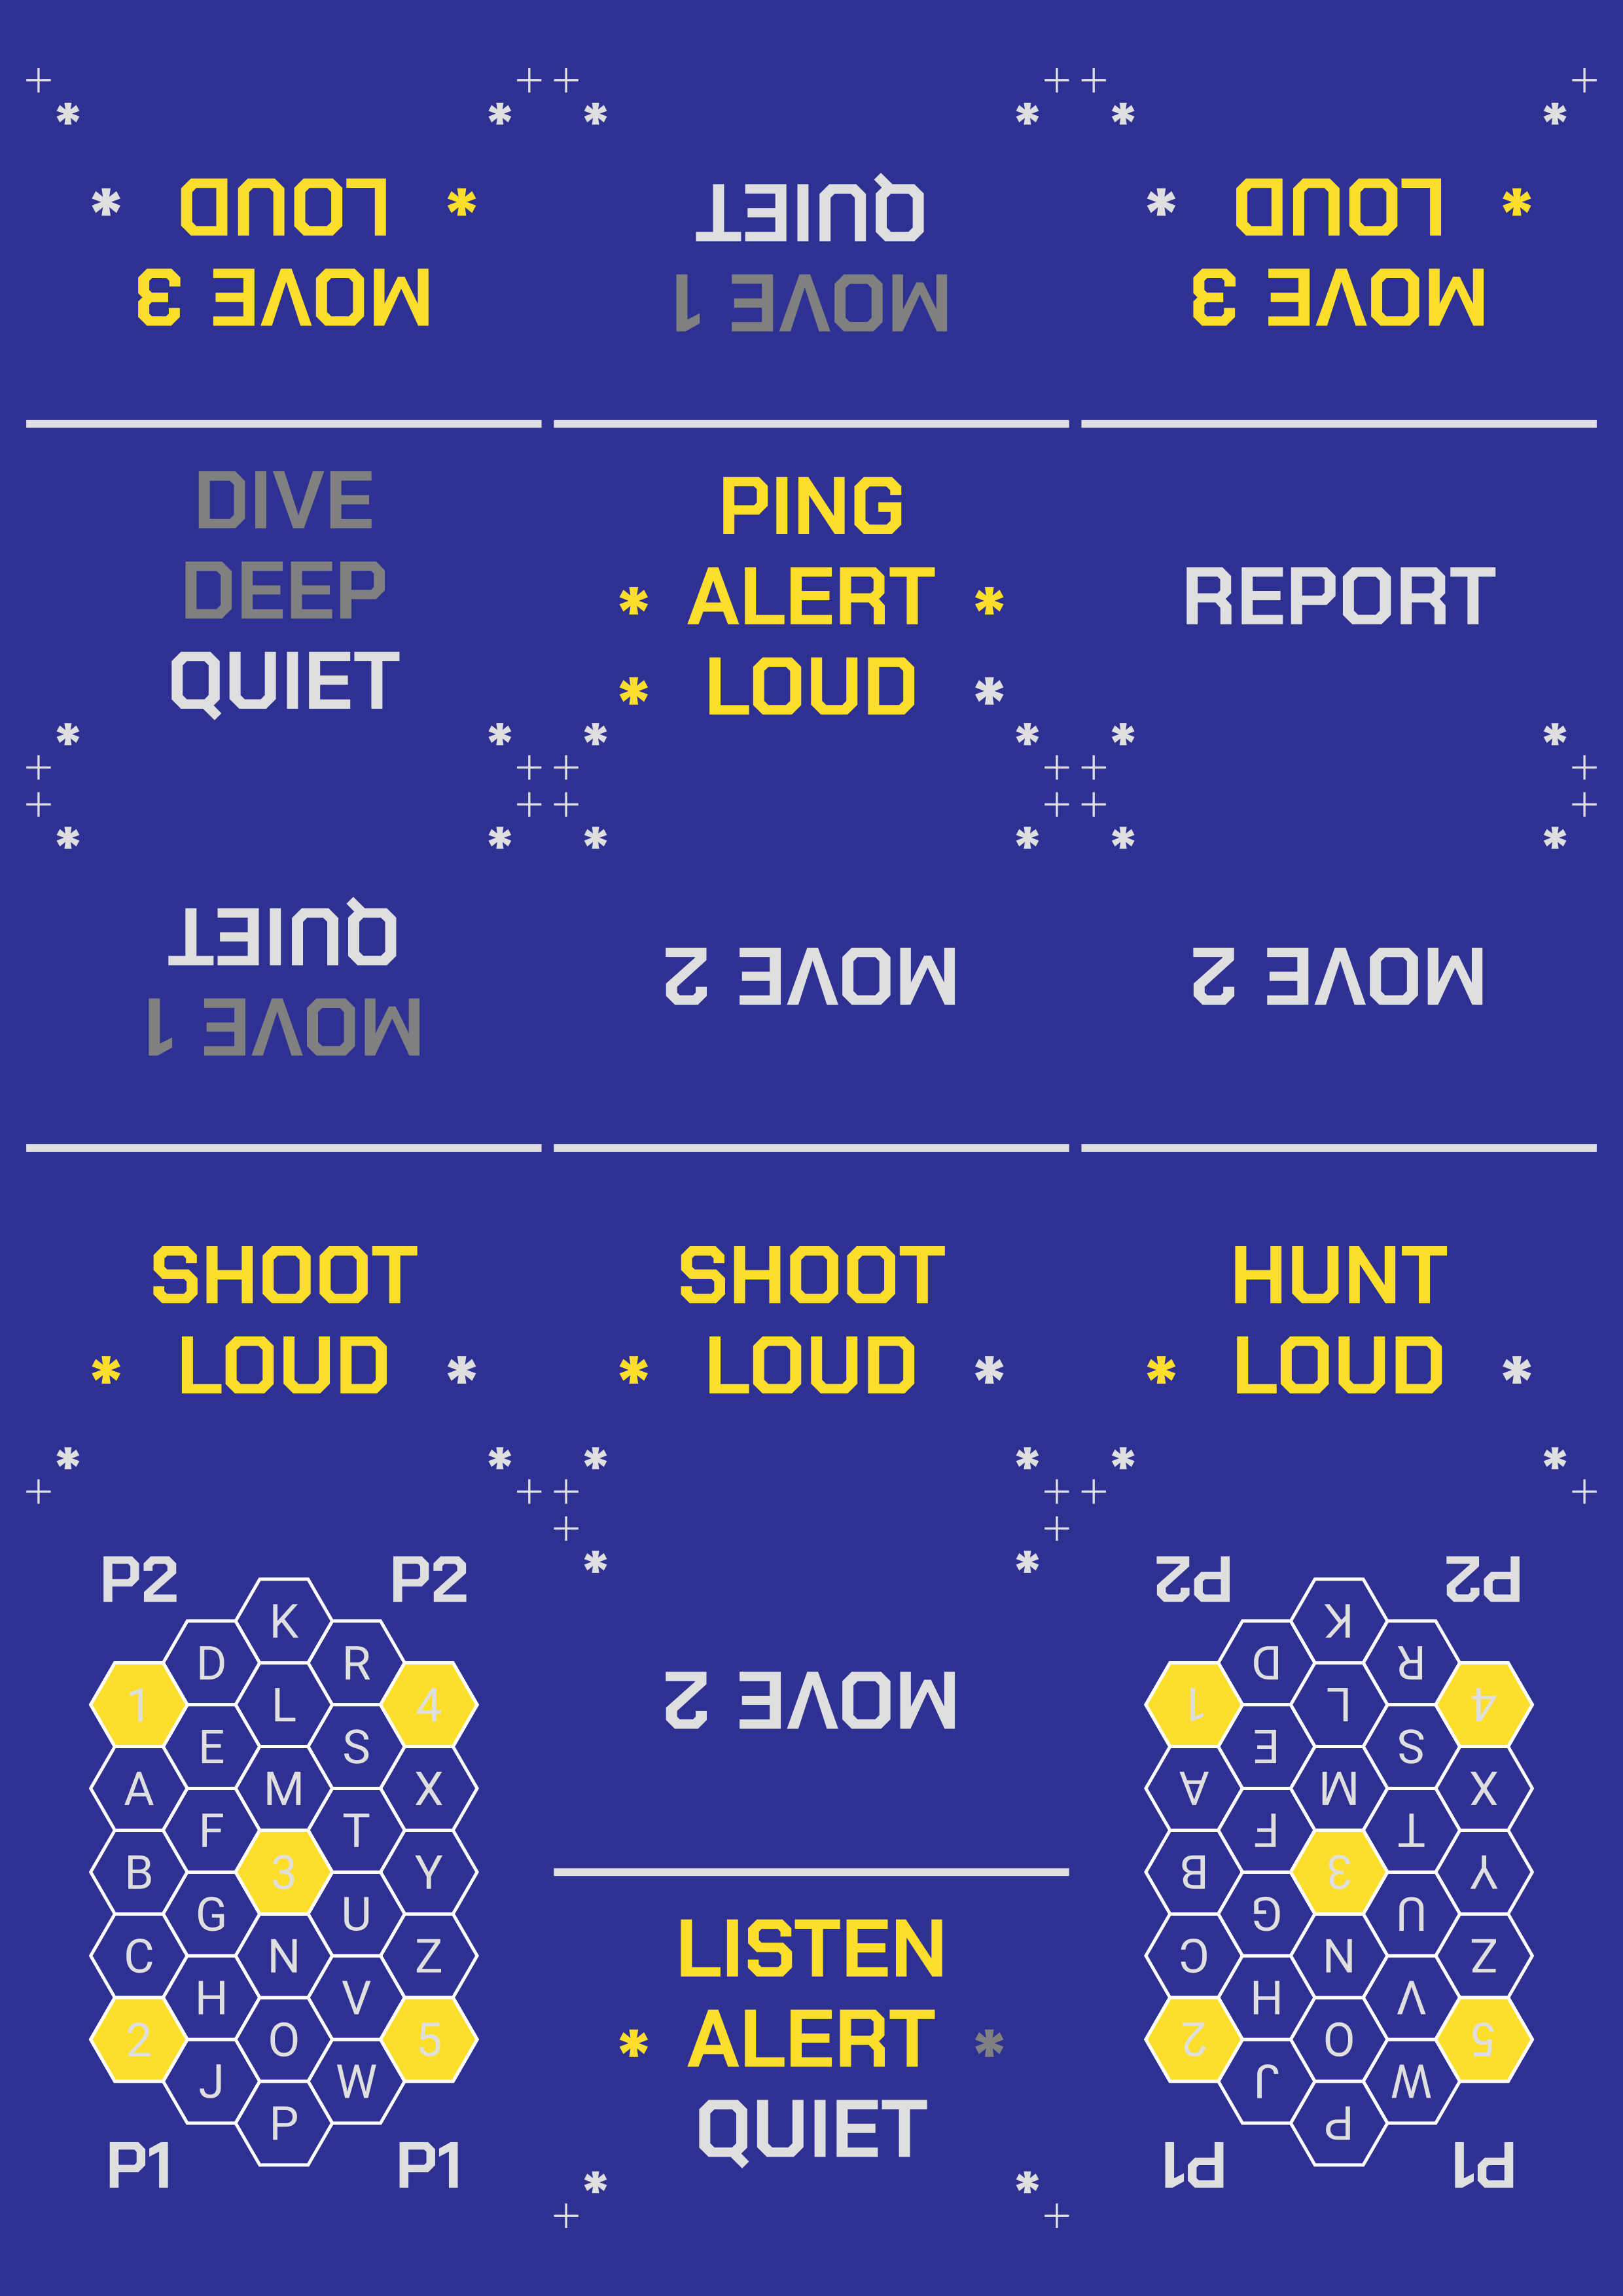 LOUD
MOVE 3
DIVE
DEEP
QUIET
QUIET
MOVE 1
PING
* ALERT *
* LOUD *
LOUD
MOVE 3
REPORT
QUIET
MOVE 1
SHOOT
* LOUD *
MOVE 2
SHOOT
* LOUD *
MOVE 2
HUNT
* LOUD *
P2 P2
K
D R
1 L 4
E S
A M X
F T
B 3 Y
G U
C N Z
H V
2 O 5
J W
P
P1 P1
MOVE 2
LISTEN
* ALERT *
QUIET
P2 P2
K
D R
1 L 4
E S
A M X
F T
B 3 Y
G U
C N Z
H V
2 O 5
J W
P
P1 P1